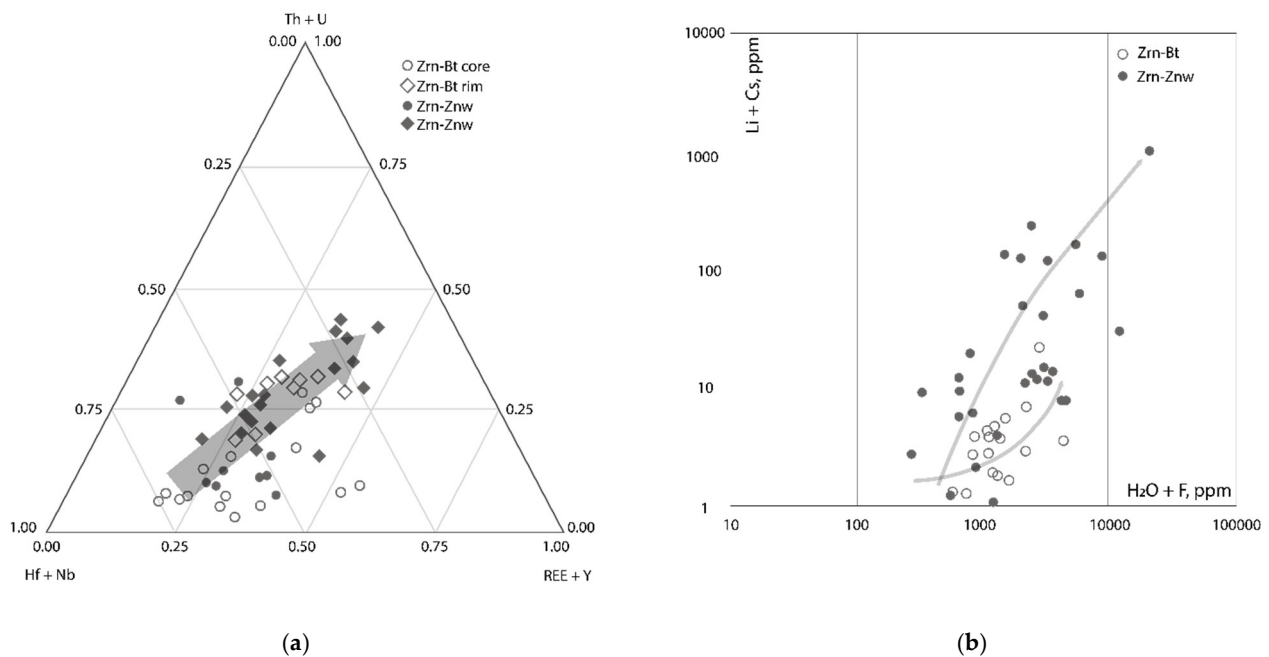 Th + U
0.00 1.00
Zrn-Bt core
Zrn-Bt rim
Zrn-Znw
Zrn-Znw
0.25 0.75
0.50 0.50
0.75 0.25
1.00 0.00
0.00 0.25 0.50 0.75 1.00
Hf + Nb REE + Y
(a)
10000
Li + Cs, ppm
Zrn-Bt
Zrn-Znw
1000
100
10
1
H₂O + F, ppm
10 100 1000 10000 100000
(b)